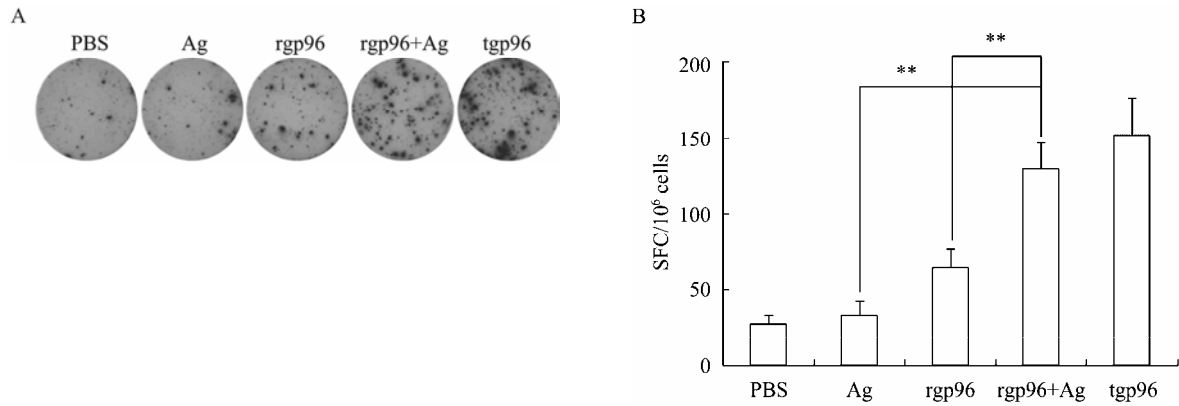 A
PBS Ag rgp96 rgp96+Ag tgp96
B
SFC/10⁶ cells
200
150
100
50
0
**
**
PBS Ag rgp96 rgp96+Ag tgp96